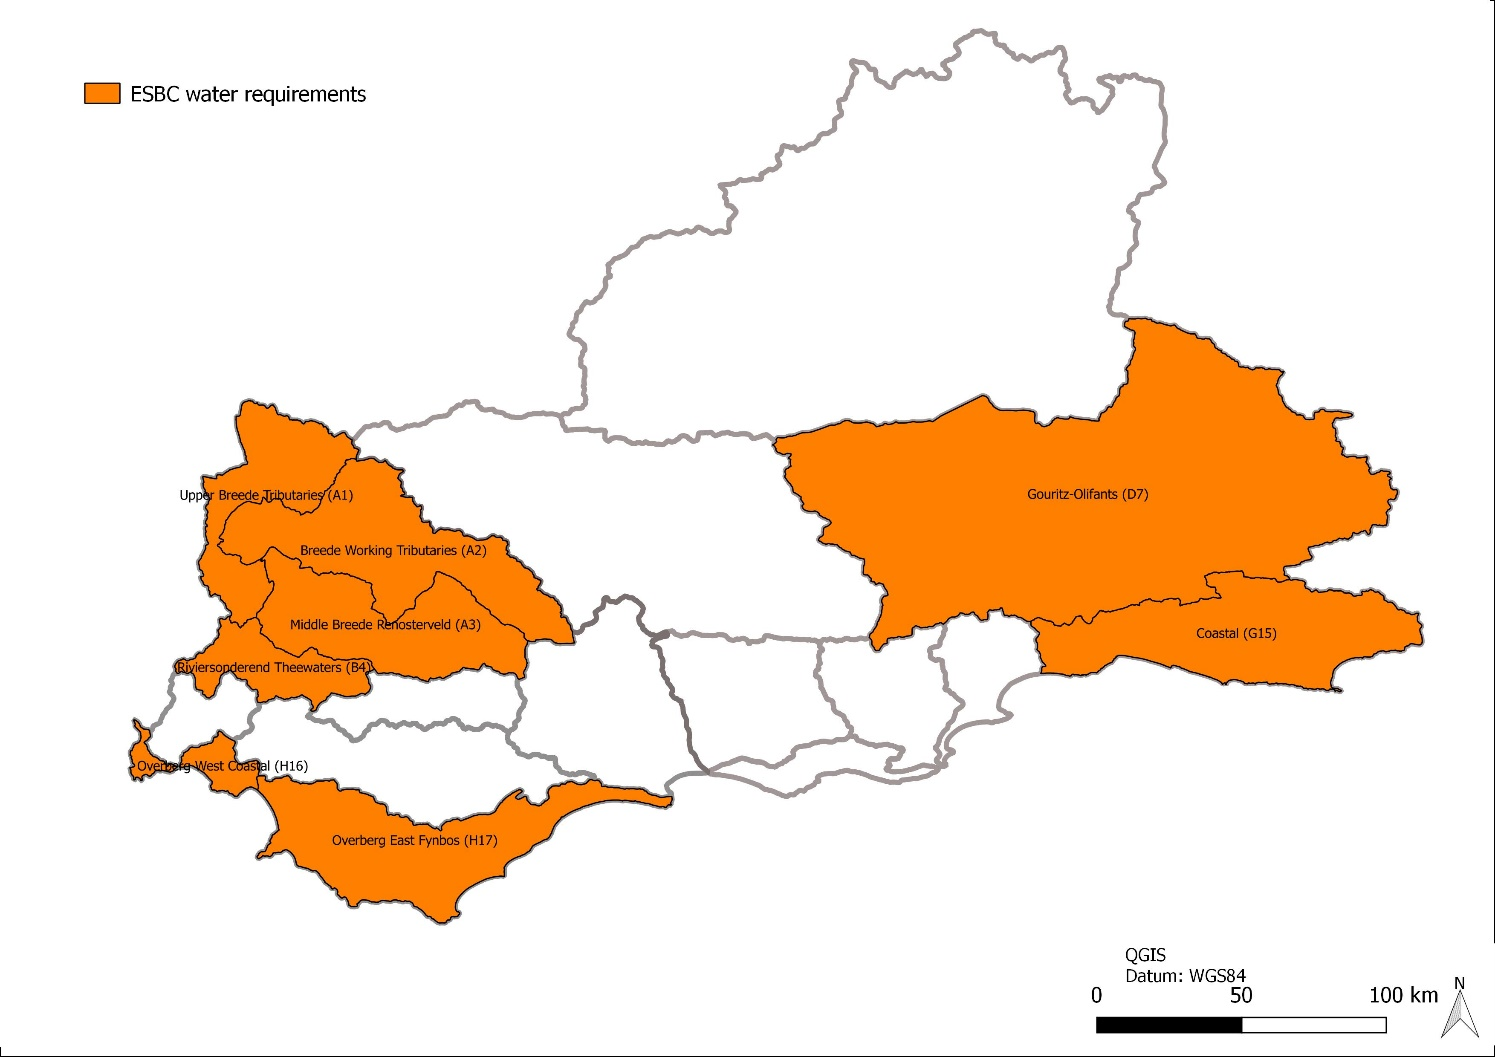 ESBC water requirements
Upper Breede Tributaries (A1)
Gouritz-Olifants (D7)
Breede Working Tributaries (A2)
Middle Breede Renosterveld (A3)
Coastal (G15)
Riviersonderend Theewaters (B4)
Overberg West Coastal (H16)
Overberg East Fynbos (H17)
QGIS
Datum: WGS84
0 50 100 km
N